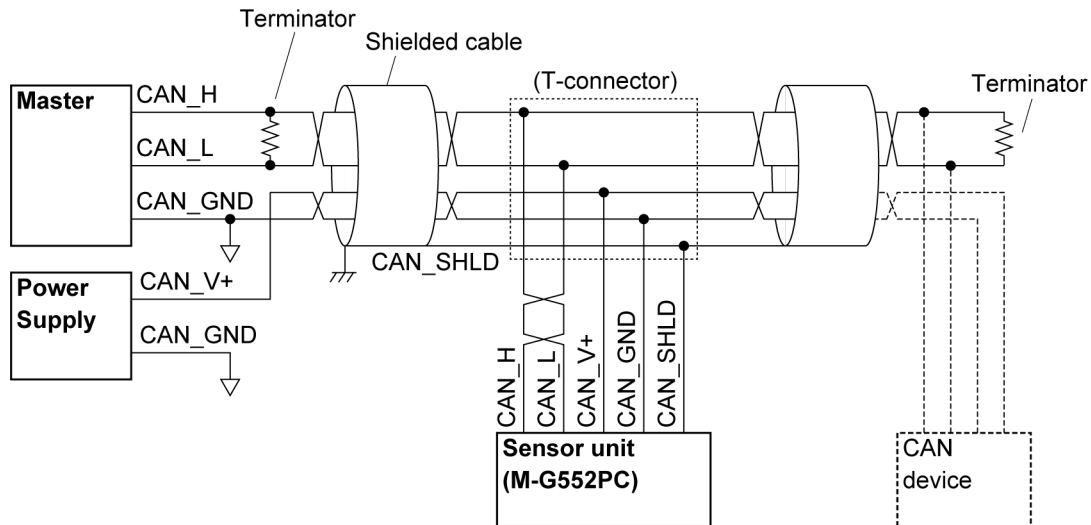 Terminator
Shielded cable
(T-connector)
Terminator
Master
CAN_H
CAN_L
CAN_GND
CAN_SHLD
Power
Supply
CAN_V+
CAN_GND
CAN_H
CAN_L
CAN_V+
CAN_GND
CAN_SHLD
Sensor unit
(M-G552PC)
CAN
device